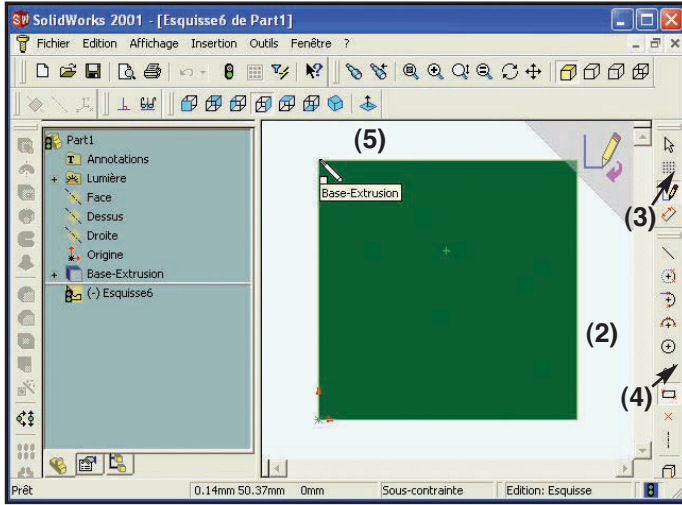 SolidWorks 2001 - [Esquisse6 de Part1]
Fichier Edition Affichage Insertion Outils Fenêtre ?
Part1
Annotations
Lumière
Face
Dessus
Droite
Origine
Base-Extrusion
(-) Esquisse6
(5)
Base-Extrusion
(3)
(2)
(4)
Prêt 0.14mm 50.37mm 0mm Sous-contrainte Edition: Esquisse